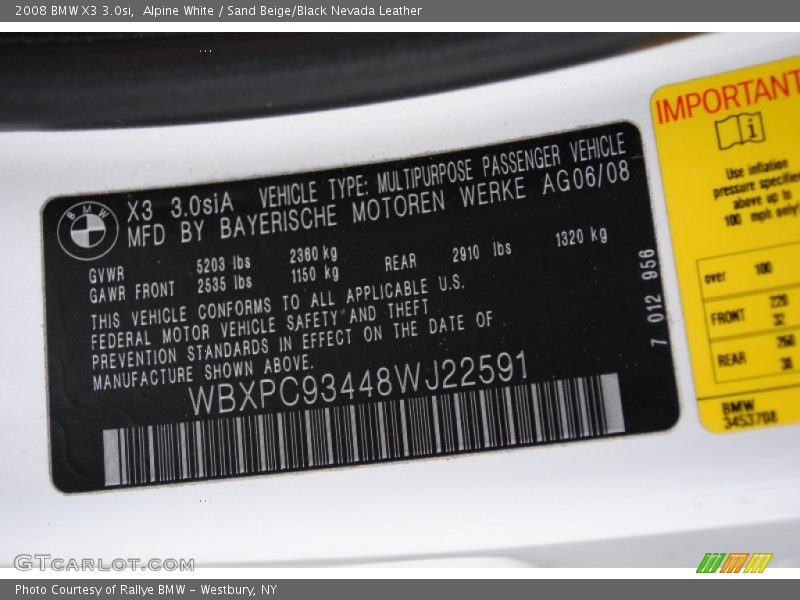 2008 BMW X3 3.0si,  Alpine White / Sand Beige/Black Nevada Leather
BMW
X3 3.0siA VEHICLE TYPE: MULTIPURPOSE PASSENGER VEHICLE
MFD BY BAYERISCHE MOTOREN WERKE AG06/08
GVWR 5203 lbs 2360 kg
GAWR FRONT 2535 lbs 1150 kg REAR 2910 lbs 1320 kg
THIS VEHICLE CONFORMS TO ALL APPLICABLE U.S.
FEDERAL MOTOR VEHICLE SAFETY AND THEFT
PREVENTION STANDARDS IN EFFECT ON THE DATE OF
MANUFACTURE SHOWN ABOVE.
WBXPC93448WJ22591
7 012 956
IMPORTANT
i
Use inflation
pressure specified
above up to
100 mph only!
over 100
FRONT 220
32
REAR 260
38
BMW
3453708
GTCarlot.com
Photo Courtesy of Rallye BMW - Westbury, NY